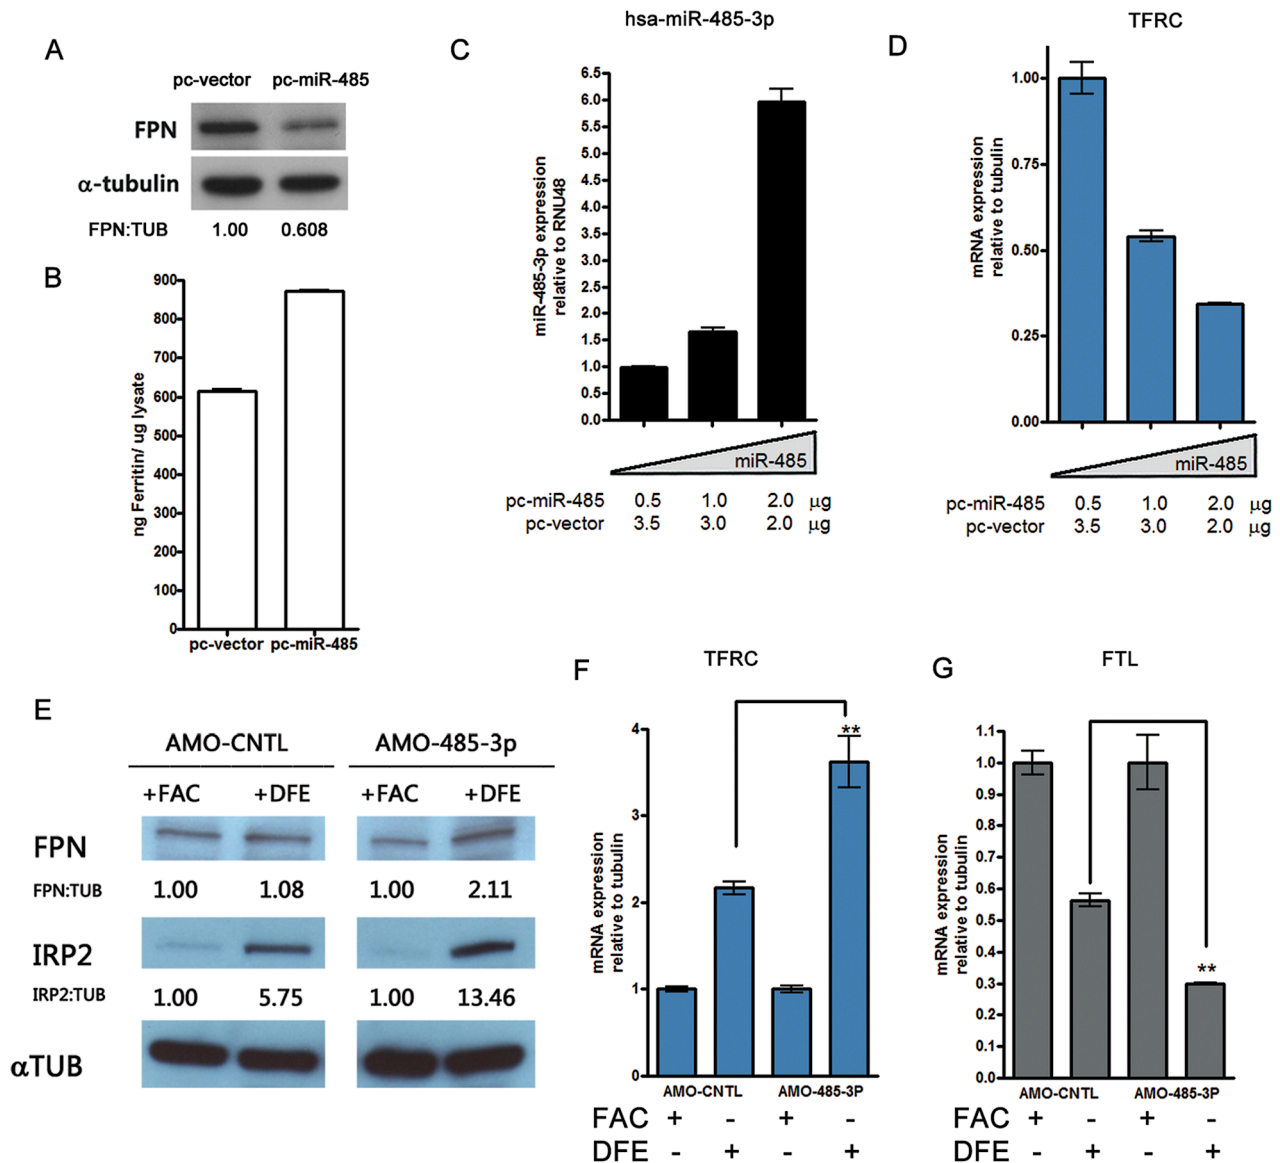 A
pc-vector pc-miR-485
FPN
α-tubulin
FPN:TUB 1.00 0.608
B
ng Ferritin/ ug lysate
900
800
700
600
500
400
300
200
100
0
pc-vector pc-miR-485
C
hsa-miR-485-3p
miR-485-3p expression
relative to RNU48
6.5
6.0
5.5
5.0
4.5
4.0
3.5
3.0
2.5
2.0
1.5
1.0
0.5
0.0
miR-485
pc-miR-485 0.5 1.0 2.0 μg
pc-vector 3.5 3.0 2.0 μg
D
TFRC
mRNA expression
relative to tubulin
1.00
0.75
0.50
0.25
0.00
miR-485
pc-miR-485 0.5 1.0 2.0 μg
pc-vector 3.5 3.0 2.0 μg
E
AMO-CNTL AMO-485-3p
+FAC +DFE +FAC +DFE
FPN
FPN:TUB 1.00 1.08 1.00 2.11
IRP2
IRP2:TUB 1.00 5.75 1.00 13.46
αTUB
F
TFRC
mRNA expression
relative to tubulin
4
3
2
1
0
**
AMO-CNTL AMO-485-3P
FAC + - + -
DFE - + - +
G
FTL
mRNA expression
relative to tubulin
1.1
1.0
0.9
0.8
0.7
0.6
0.5
0.4
0.3
0.2
0.1
0.0
**
AMO-CNTL AMO-485-3P
FAC + - + -
DFE - + - +